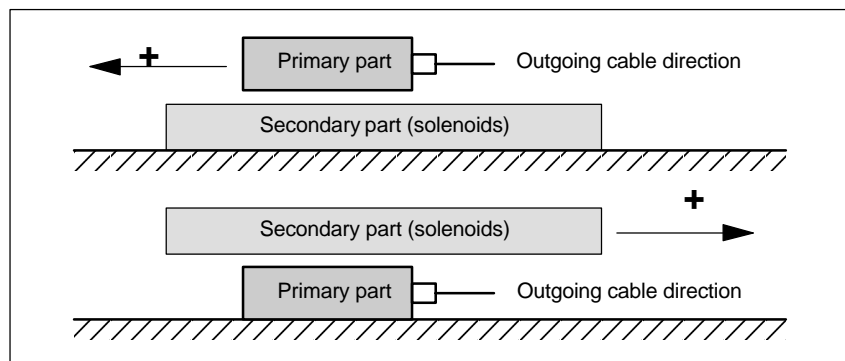 +
Primary part
Outgoing cable direction
Secondary part (solenoids)
Secondary part (solenoids)
+
Primary part
Outgoing cable direction